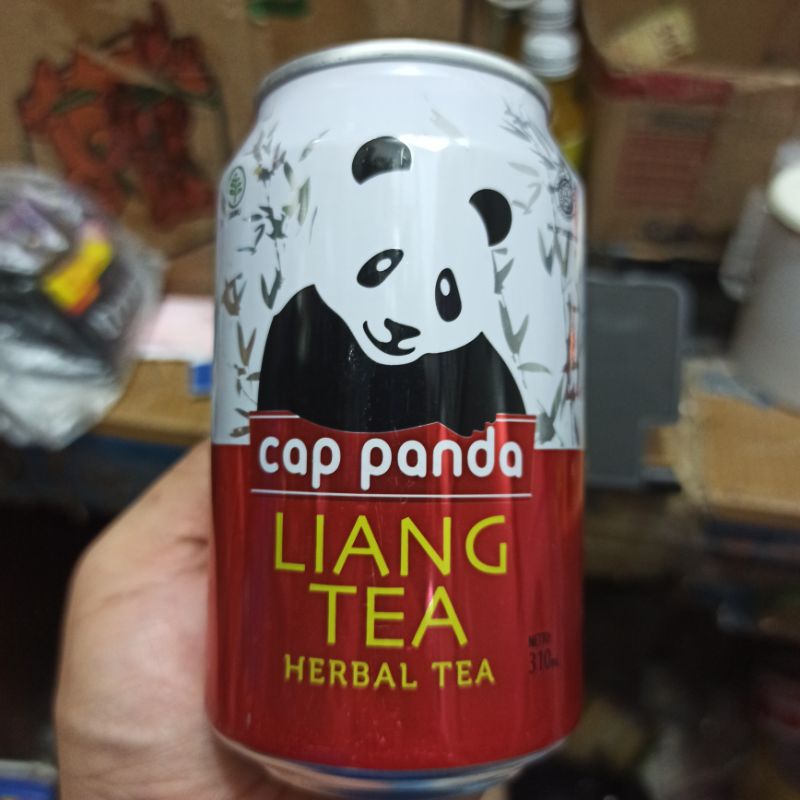 cap panda
LIANG
TEA
HERBAL TEA
NETTO:
310mL